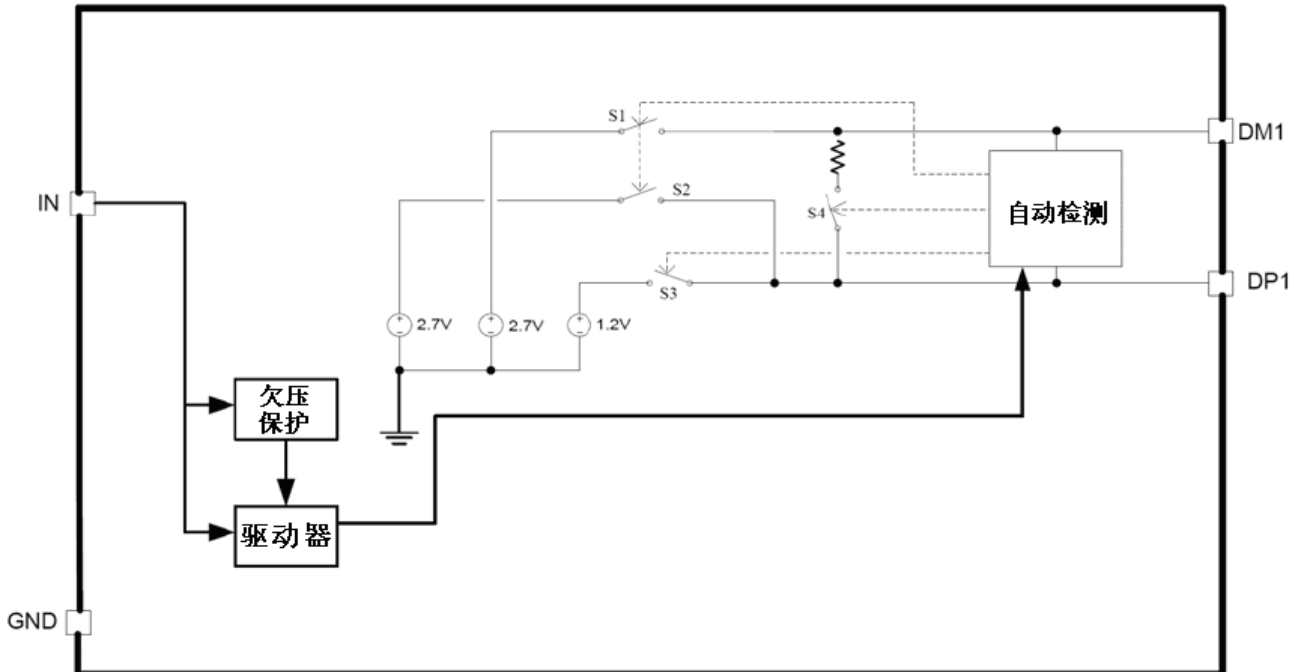 S1
DM1
S2
IN
自动检测
S4
S3
DP1
2.7V
2.7V
1.2V
欠压
保护
驱动器
GND